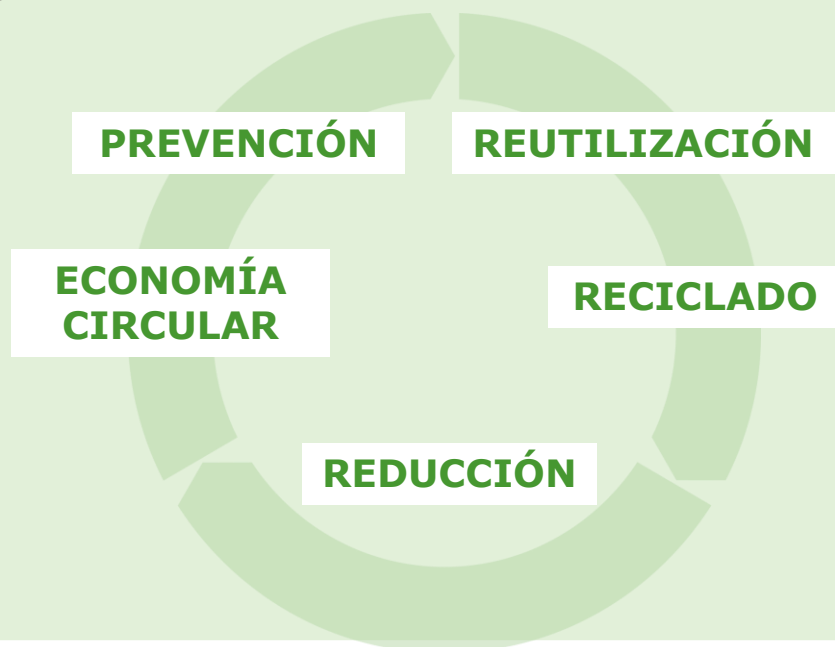 PREVENCIÓN
REUTILIZACIÓN
ECONOMÍA
CIRCULAR
RECICLADO
REDUCCIÓN